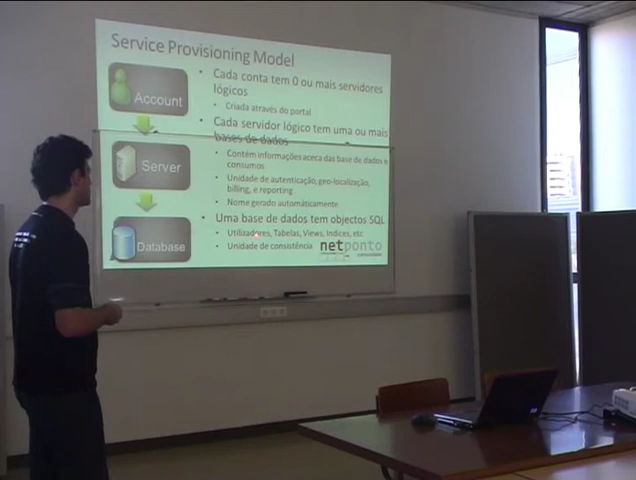 Service Provisioning Model
Account
• Cada conta tem 0 ou mais servidores
lógicos
• Criada através do portal
• Cada servidor lógico tem uma ou mais
bases de dados
Server
• Contém informações acerca das base de dados e
consumos
• Unidade de autenticação, geo-localização,
billing, e reporting
• Nome gerado automáticamente
Database
• Uma base de dados tem objectos SQL
• Utilizadores, Tabelas, Views, Indices, etc
• Unidade de consistência
netponto
comunidade